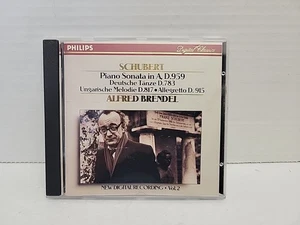 PHILIPS
Digital Classics
SCHUBERT
Piano Sonata in A, D.959
Deutsche Tänze D.783
Ungarische Melodie D.817 • Allegretto D. 915
ALFRED BRENDEL
NEW DIGITAL RECORDING • Vol. 2